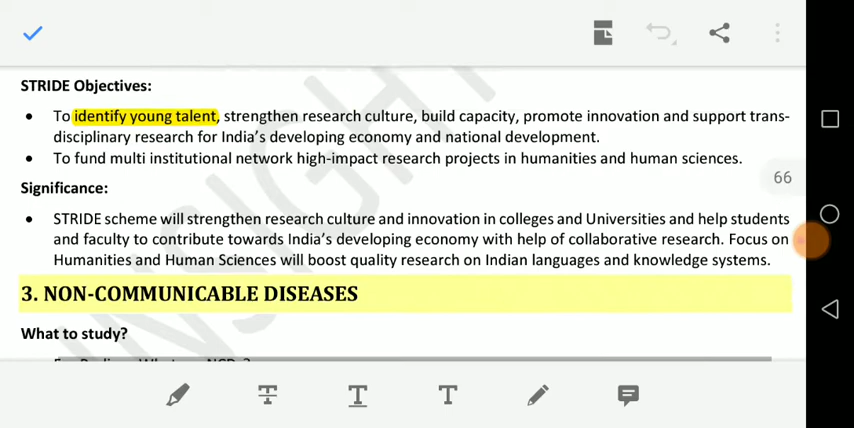 STRIDE Objectives:
• To identify young talent, strengthen research culture, build capacity, promote innovation and support trans-
disciplinary research for India's developing economy and national development.
• To fund multi institutional network high-impact research projects in humanities and human sciences.
66
Significance:
• STRIDE scheme will strengthen research culture and innovation in colleges and Universities and help students
and faculty to contribute towards India's developing economy with help of collaborative research. Focus on
Humanities and Human Sciences will boost quality research on Indian languages and knowledge systems.
3. NON-COMMUNICABLE DISEASES
What to study?
INSIGHT
T T T